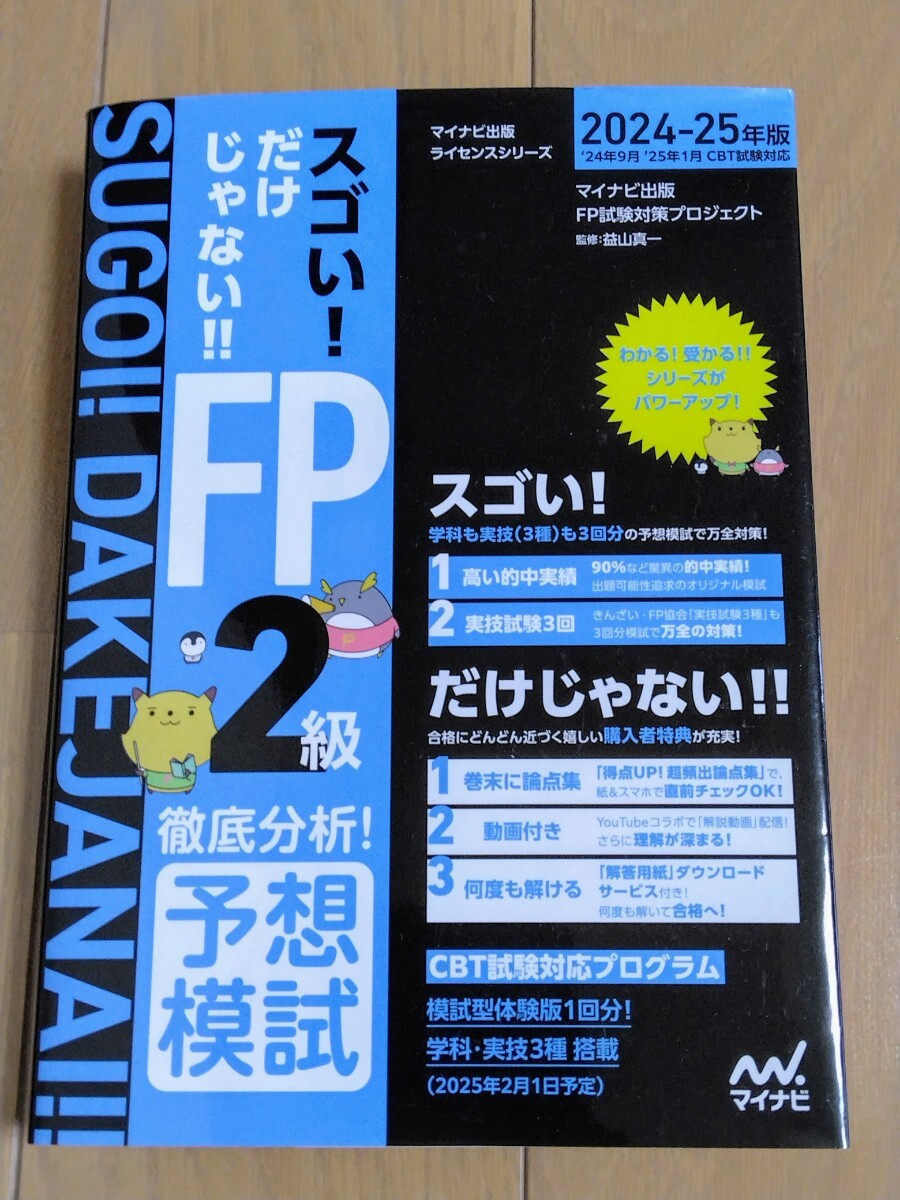 SUGOI! DAKEJANAI!!
スゴい!
だけ
じゃない!!
FP
2級
徹底分析!
予想
模試
マイナビ出版
ライセンスシリーズ
2024-25年版
'24年9月 '25年1月 CBT試験対応
マイナビ出版
FP試験対策プロジェクト
監修:益山真一
わかる! 受かる!!
シリーズが
パワーアップ!
スゴい!
学科も実技(3種)も3回分の予想模試で万全対策!
1 高い的中実績
90%など驚異の的中実績!
出題可能性追求のオリジナル模試
2 実技試験3回
きんざい・FP協会「実技試験3種」も
3回分模試で万全の対策!
だけじゃない!!
合格にどんどん近づく嬉しい購入者特典が充実!
1 巻末に論点集
「得点UP! 超頻出論点集」で、
紙&スマホで直前チェックOK!
2 動画付き
YouTubeコラボで「解説動画」配信!
さらに理解が深まる!
3 何度も解ける
「解答用紙」ダウンロード
サービス付き!
何度も解いて合格へ!
CBT試験対応プログラム
模試型体験版1回分!
学科・実技3種 搭載
(2025年2月1日予定)
マイナビ